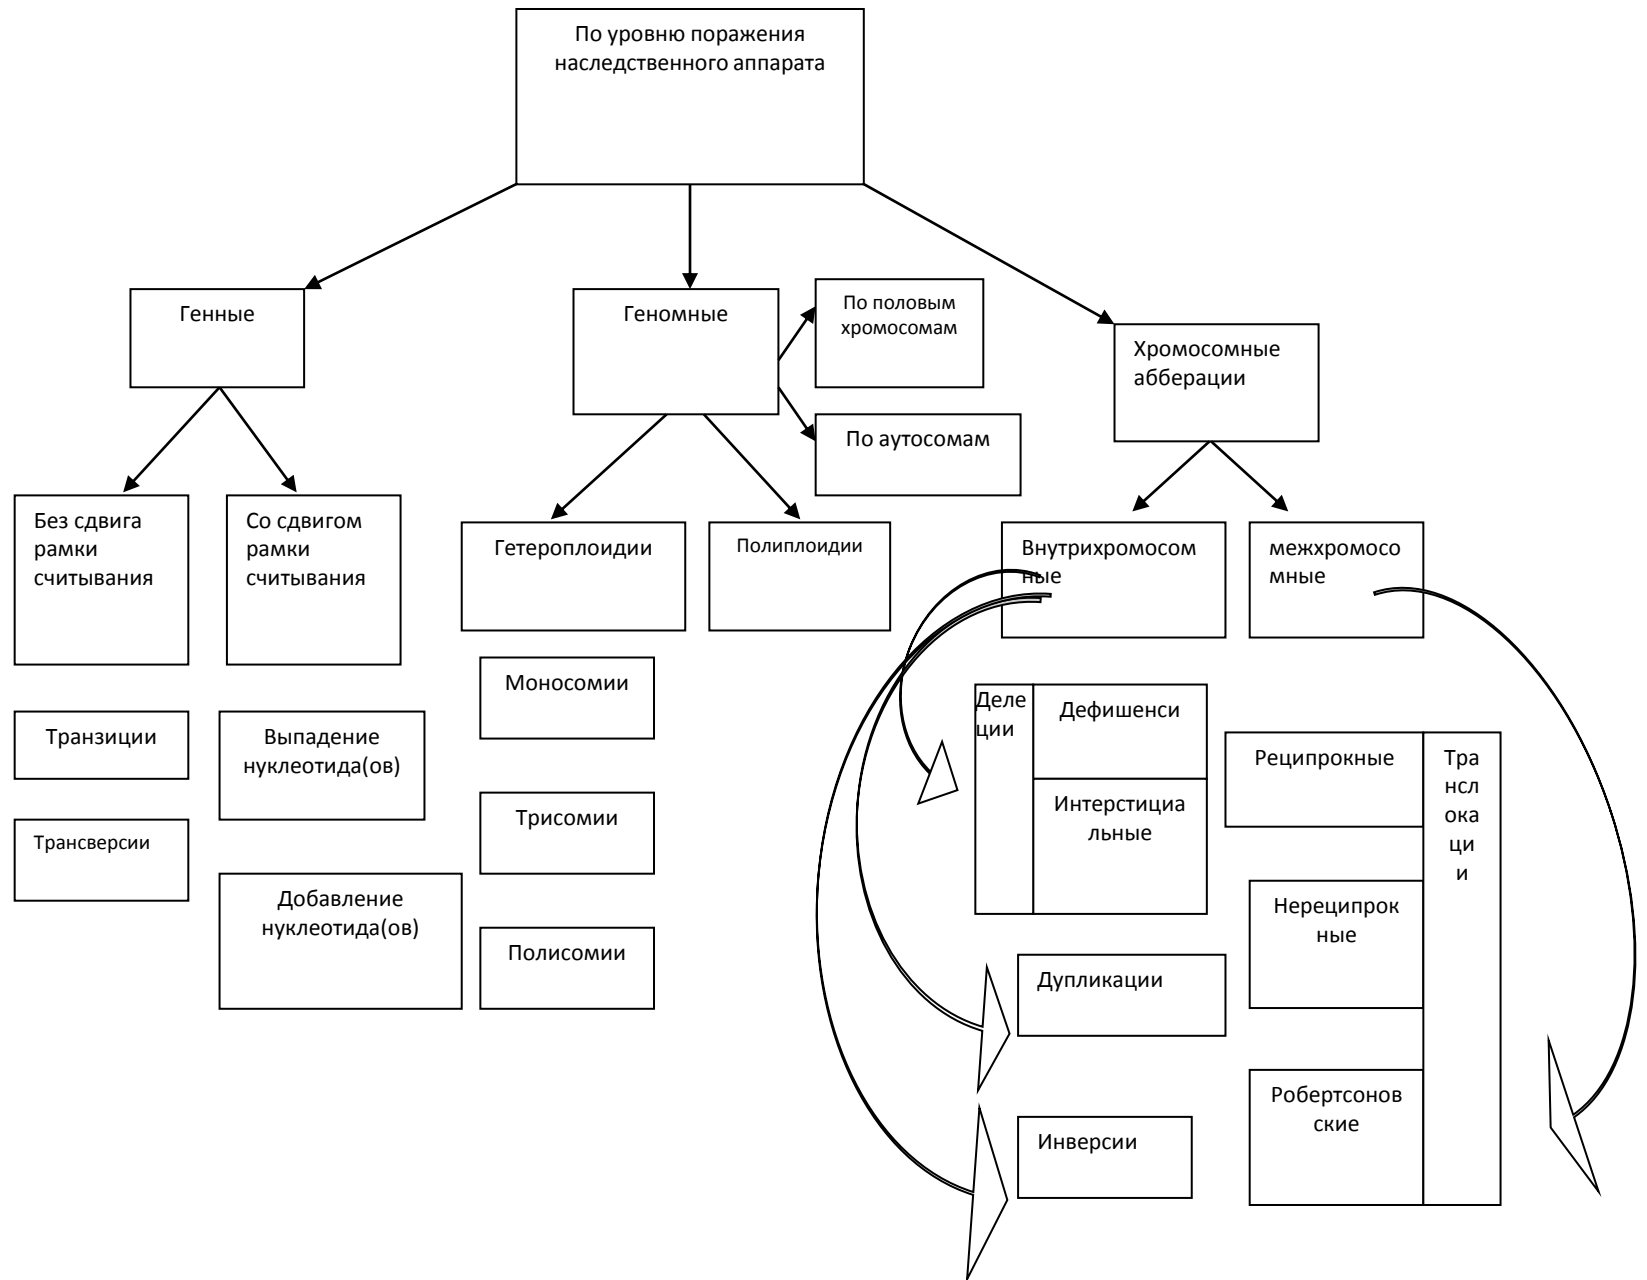 По уровню поражения
наследственного аппарата
Генные
Геномные
По половым
хромосомам
По аутосомам
Хромосомные
абберации
Без сдвига
рамки
считывания
Со сдвигом
рамки
считывания
Гетероплоидии
Полиплоидии
Внутрихромосом
ные
межхромосо
мные
Транзиции
Трансверсии
Выпадение
нуклеотида(ов)
Добавление
нуклеотида(ов)
Моносомии
Трисомии
Полисомии
Деле
ции
Дефишенси
Интерстициа
льные
Дупликации
Инверсии
Реципрокные
Нереципрок
ные
Робертсонов
ские
Тра
нсл
ока
ци
и